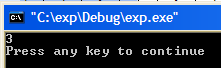 "C:\exp\Debug\exp.exe"
3
Press any key to continue